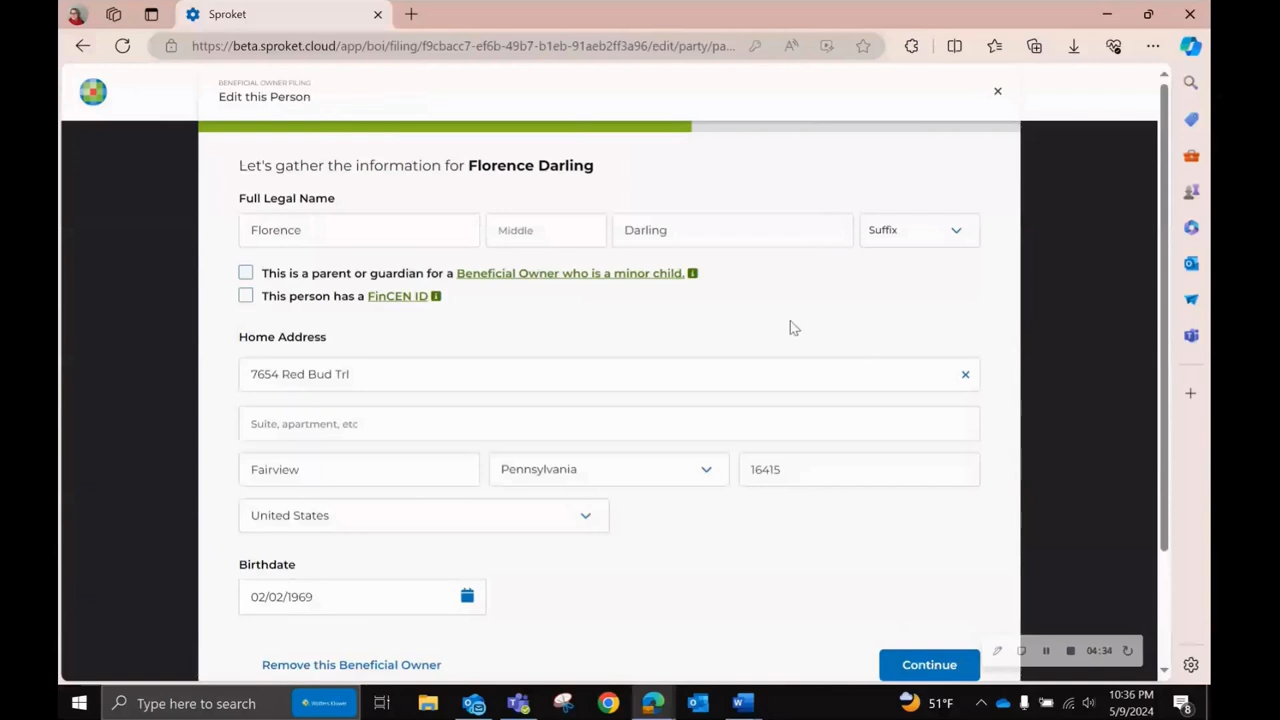 Sproket
https://beta.sproket.cloud/app/boi/filing/f9cbacc7-ef6b-49b7-b1eb-91aeb2ff3a96/edit/party/pa...
BENEFICIAL OWNER FILING
Edit this Person
Let's gather the information for Florence Darling
Full Legal Name
Florence Middle Darling Suffix
This is a parent or guardian for a Beneficial Owner who is a minor child.
This person has a FinCEN ID
Home Address
7654 Red Bud Trl
Suite, apartment, etc
Fairview Pennsylvania 16415
United States
Birthdate
02/02/1969
Remove this Beneficial Owner Continue
04:34
Type here to search Wolters Kluwer 51°F 10:36 PM
5/9/2024 8